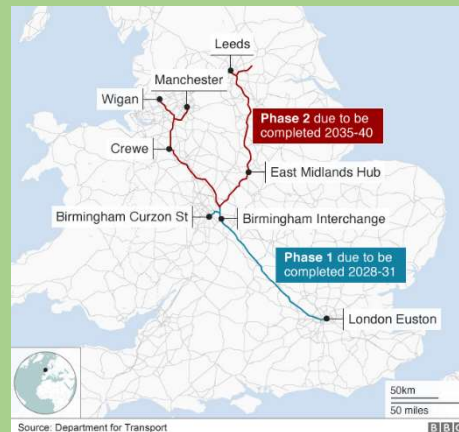 Leeds
Manchester
Wigan
Phase 2 due to be
completed 2035-40
Crewe
East Midlands Hub
Birmingham Curzon St
Birmingham Interchange
Phase 1 due to be
completed 2028-31
London Euston
50km
50 miles
Source: Department for Transport
BBC